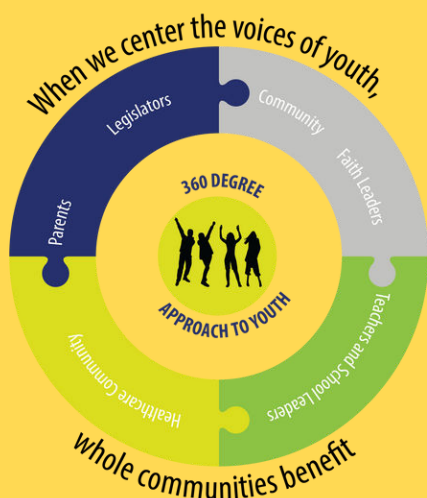 When we center the voices of youth,
Legislators
Parents
Community
Faith Leaders
360 DEGREE
APPROACH TO YOUTH
Healthcare Community
Teachers and School Leaders
whole communities benefit